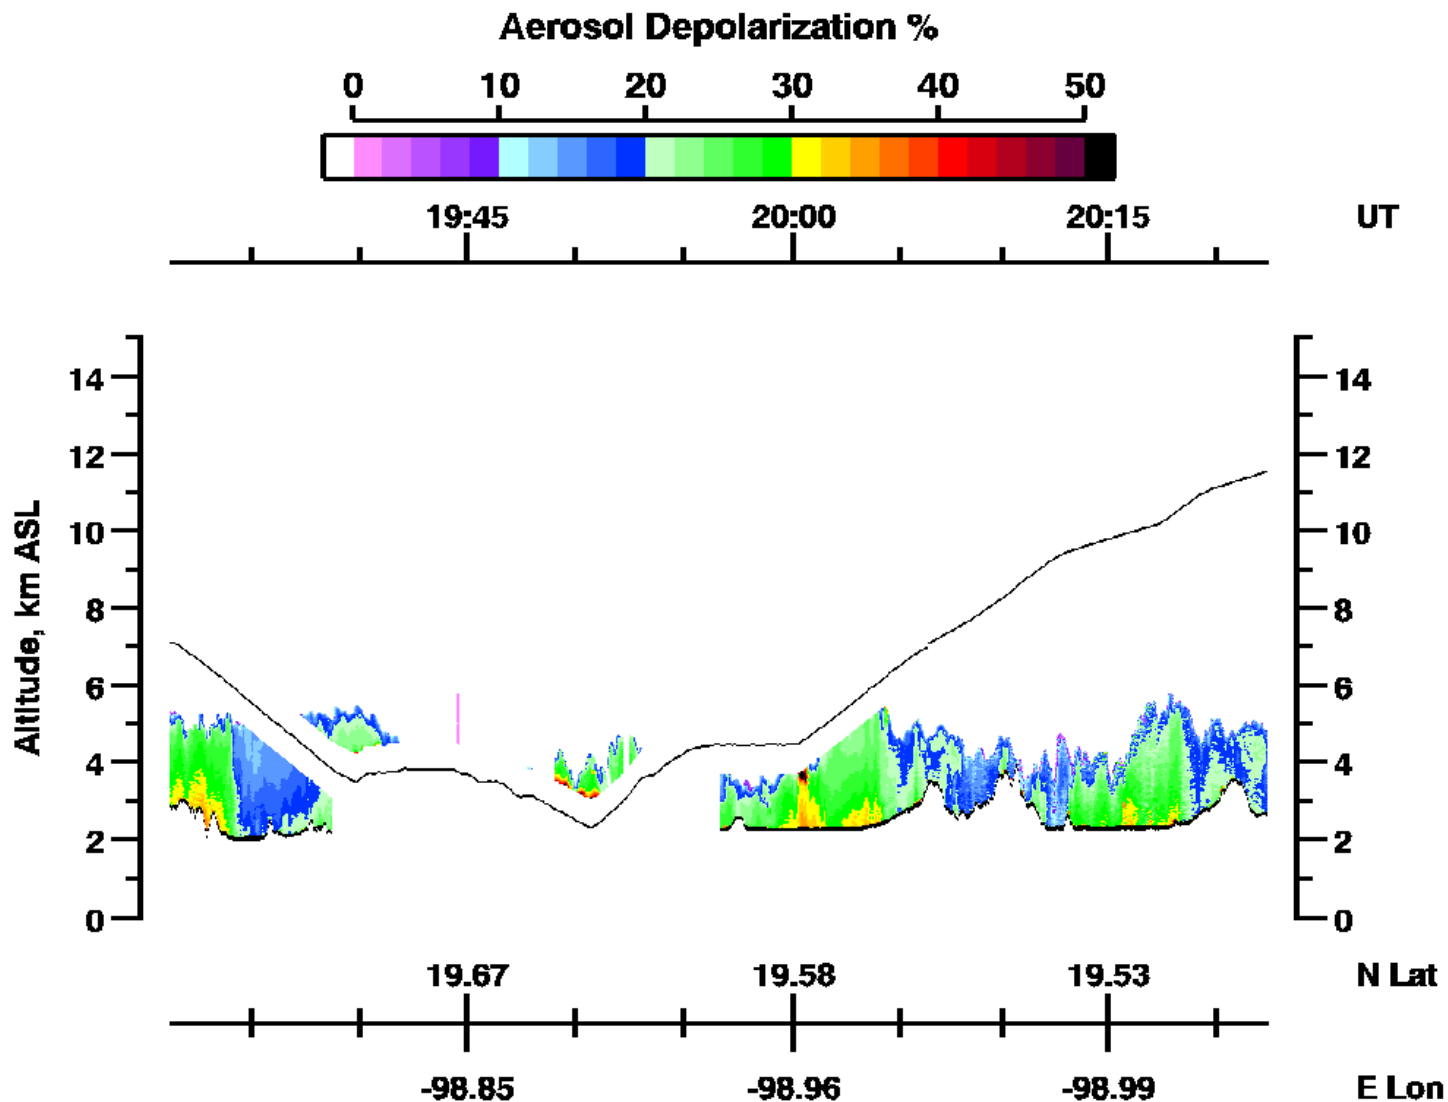 Aerosol Depolarization %
0 10 20 30 40 50
19:45 20:00 20:15 UT
14 14
12 12
10 10
8 8
6 6
4 4
2 2
0 0
Altitude, km ASL
19.67 19.58 19.53 N Lat
-98.85 -98.96 -98.99 E Lon